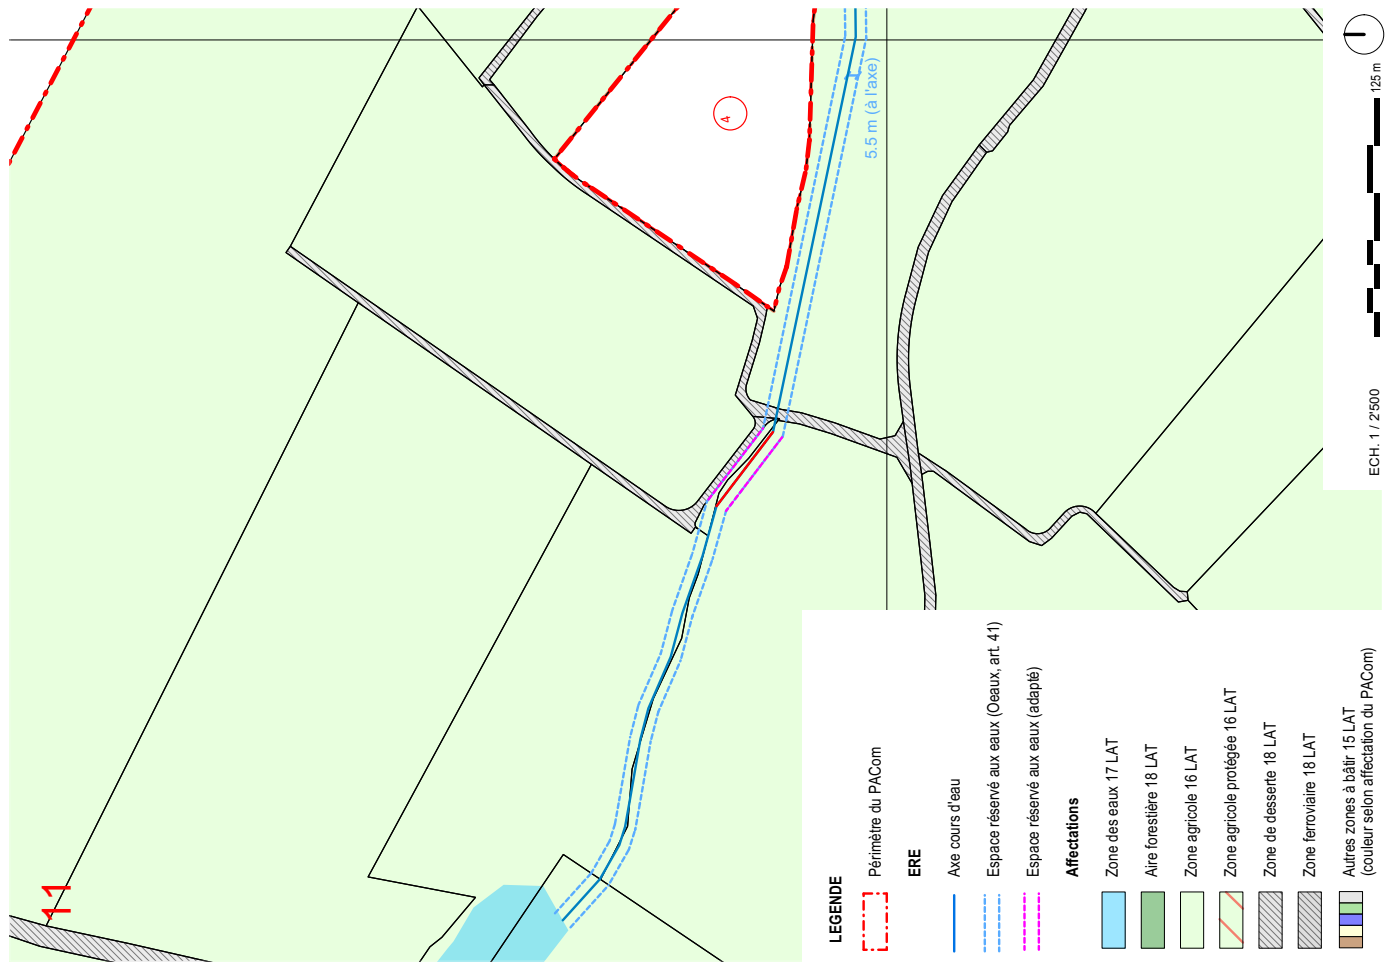 11
4
5.5 m (à l'axe)
LEGENDE
Périmètre du PACom
ERE
Axe cours d'eau
Espace réservé aux eaux (Oeaux, art. 41)
Espace réservé aux eaux (adapté)
Affectations
Zone des eaux 17 LAT
Aire forestière 18 LAT
Zone agricole 16 LAT
Zone agricole protégée 16 LAT
Zone de desserte 18 LAT
Zone ferroviaire 18 LAT
Autres zones à bâtir 15 LAT
(couleur selon affectation du PACom)
ECH. 1 / 2'500
125 m